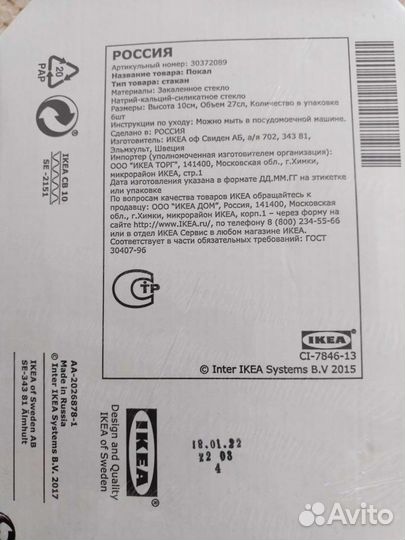 РОССИЯ
Артикульный номер: 30372089
Название товара: Покал
Тип товара: стакан
Материалы: Закаленное стекло
Натрий-кальций-силикатное стекло
Размеры: Высота 10см, Объем 27сл, Количество в упаковке
6шт
Инструкции по уходу: Можно мыть в посудомоечной машине.
Сделано в: РОССИЯ
Изготовитель: ИКЕА оф Свиден АБ, а/я 702, 343 81,
Эльмхульт, Швеция
Импортер (уполномоченная изготовителем организация):
ООО "ИКЕА ТОРГ", 141400, Московская обл., г.Химки,
микрорайон ИКЕА, стр.1
Дата изготовления указана в формате ДД.ММ.ГГ на этикетке
или упаковке
По вопросам качества товаров ИКЕА обращайтесь к
продавцу: ООО "ИКЕА ДОМ", Россия, 141400, Московская
обл., г.Химки, микрорайон ИКЕА, корп.1 – через форму на
сайте http://www.IKEA.ru/, по телефону 8 (800) 234-55-66
или в отдел ИКЕА Сервис в любом магазине ИКЕА.
Соответствует в части обязательных требований: ГОСТ
30407-96
СТР
IKEA
CI-7846-13
© Inter IKEA Systems B.V 2015
20
PAP
IKEA CB 10
SE -2151
AA-2026878-1
Made in Russia
© Inter IKEA Systems B.V. 2017
IKEA of Sweden AB
SE-343 81 Älmhult
Design and Quality
IKEA of Sweden
IKEA
18.01.22
22 03
4
Avito